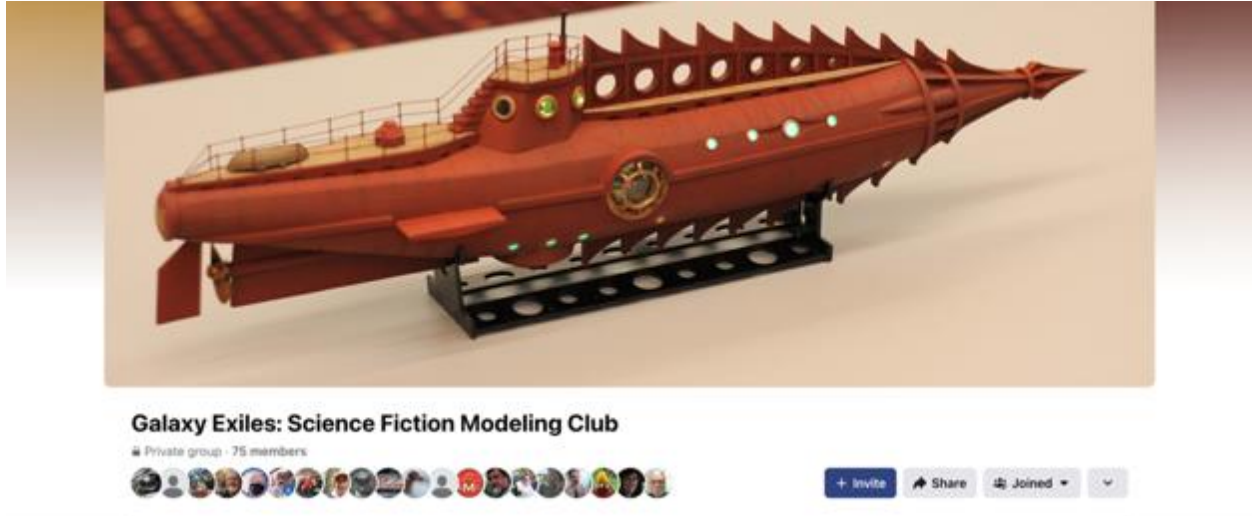 Galaxy Exiles: Science Fiction Modeling Club
Private group · 75 members
+ Invite
Share
Joined